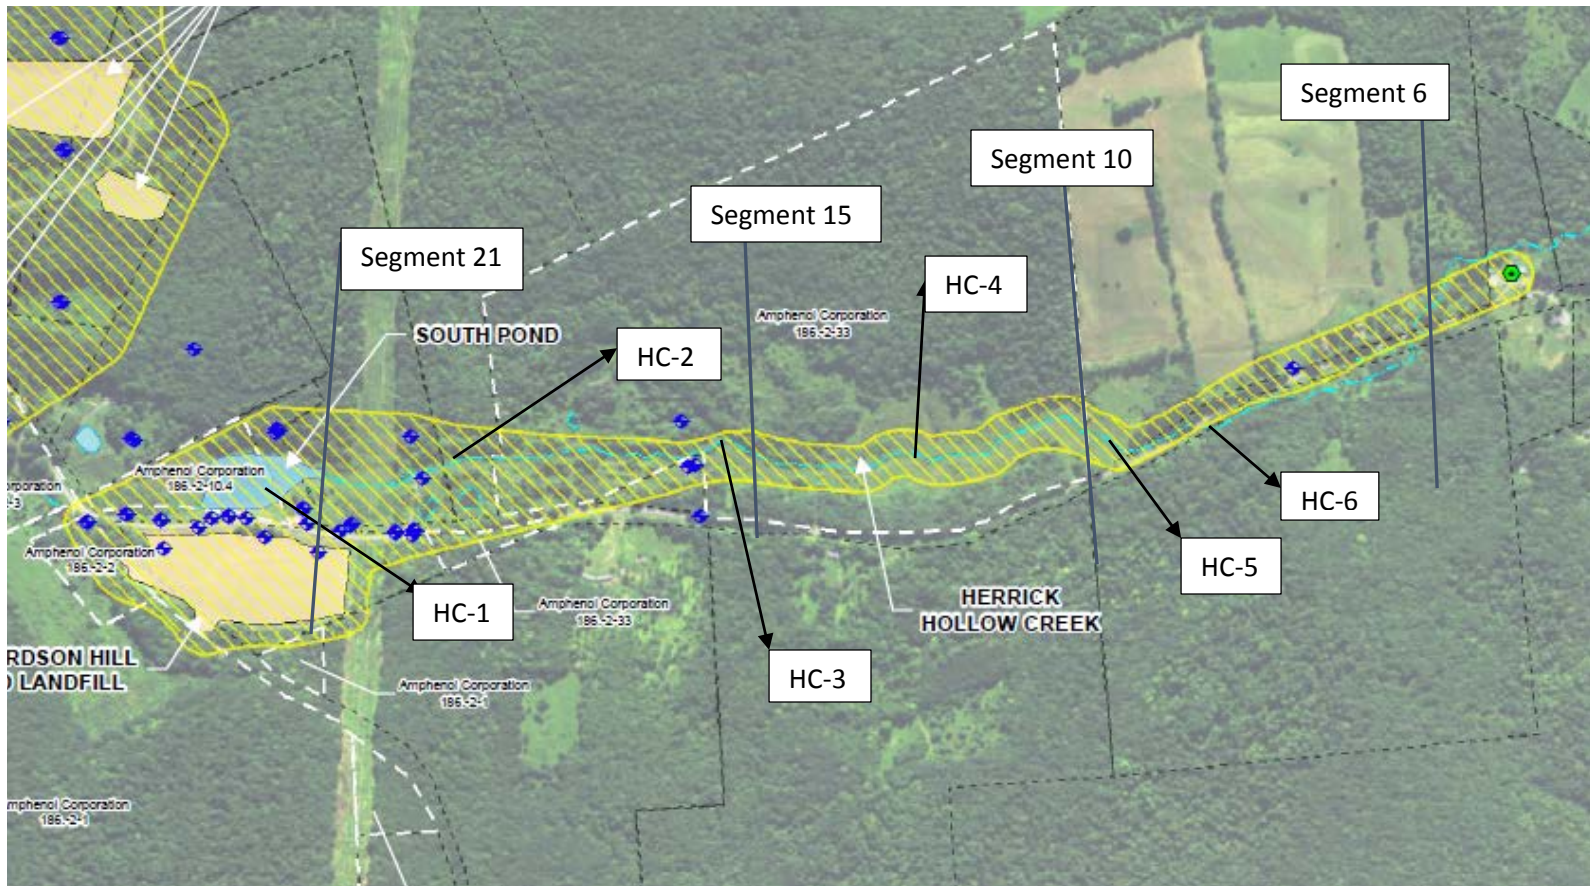 Segment 6
Segment 10
Segment 15
Segment 21
HC-4
SOUTH POND
Amphenol Corporation
186.-2-33
HC-2
Amphenol Corporation
186.-2-10.4
orporation
-3
HC-6
Amphenol Corporation
186.-2-2
HC-5
HC-1
Amphenol Corporation
186.-2-33
HERRICK
HOLLOW CREEK
RDSON HILL
LANDFILL
HC-3
Amphenol Corporation
186.-2-1
mphenol Corporation
186.-2-1